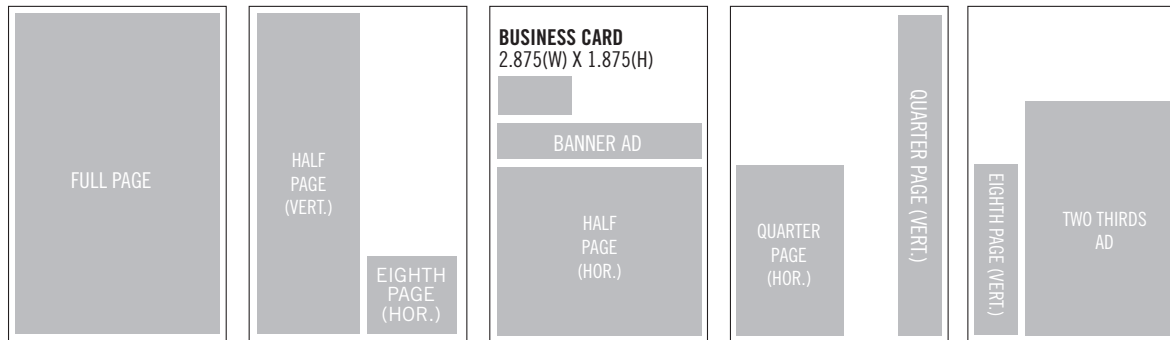 FULL PAGE
HALF
PAGE
(VERT.)
EIGHTH
PAGE
(HOR.)
BUSINESS CARD
2.875(W) X 1.875(H)
BANNER AD
HALF
PAGE
(HOR.)
QUARTER
PAGE
(HOR.)
QUARTER PAGE (VERT.)
EIGHTH PAGE (VERT.)
TWO THIRDS
AD